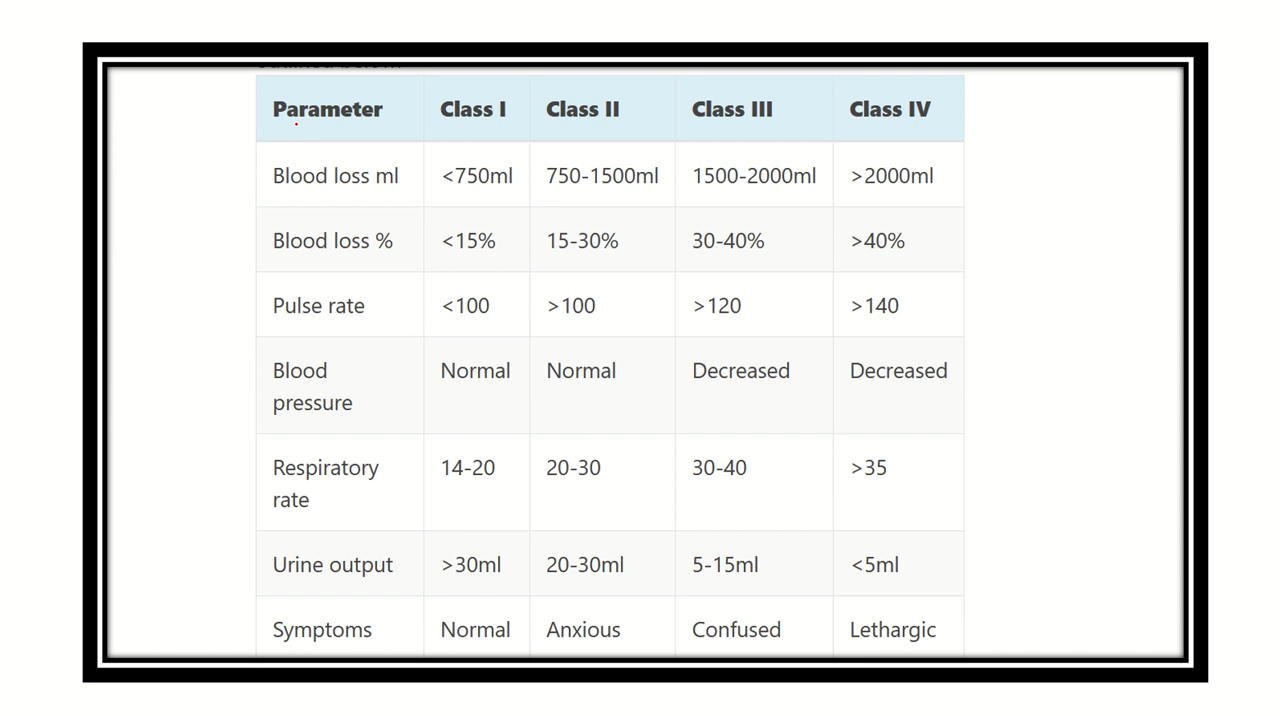 Parameter Class I Class II Class III Class IV
Blood loss ml <750ml 750-1500ml 1500-2000ml >2000ml
Blood loss % <15% 15-30% 30-40% >40%
Pulse rate <100 >100 >120 >140
Blood pressure Normal Normal Decreased Decreased
Respiratory rate 14-20 20-30 30-40 >35
Urine output >30ml 20-30ml 5-15ml <5ml
Symptoms Normal Anxious Confused Lethargic